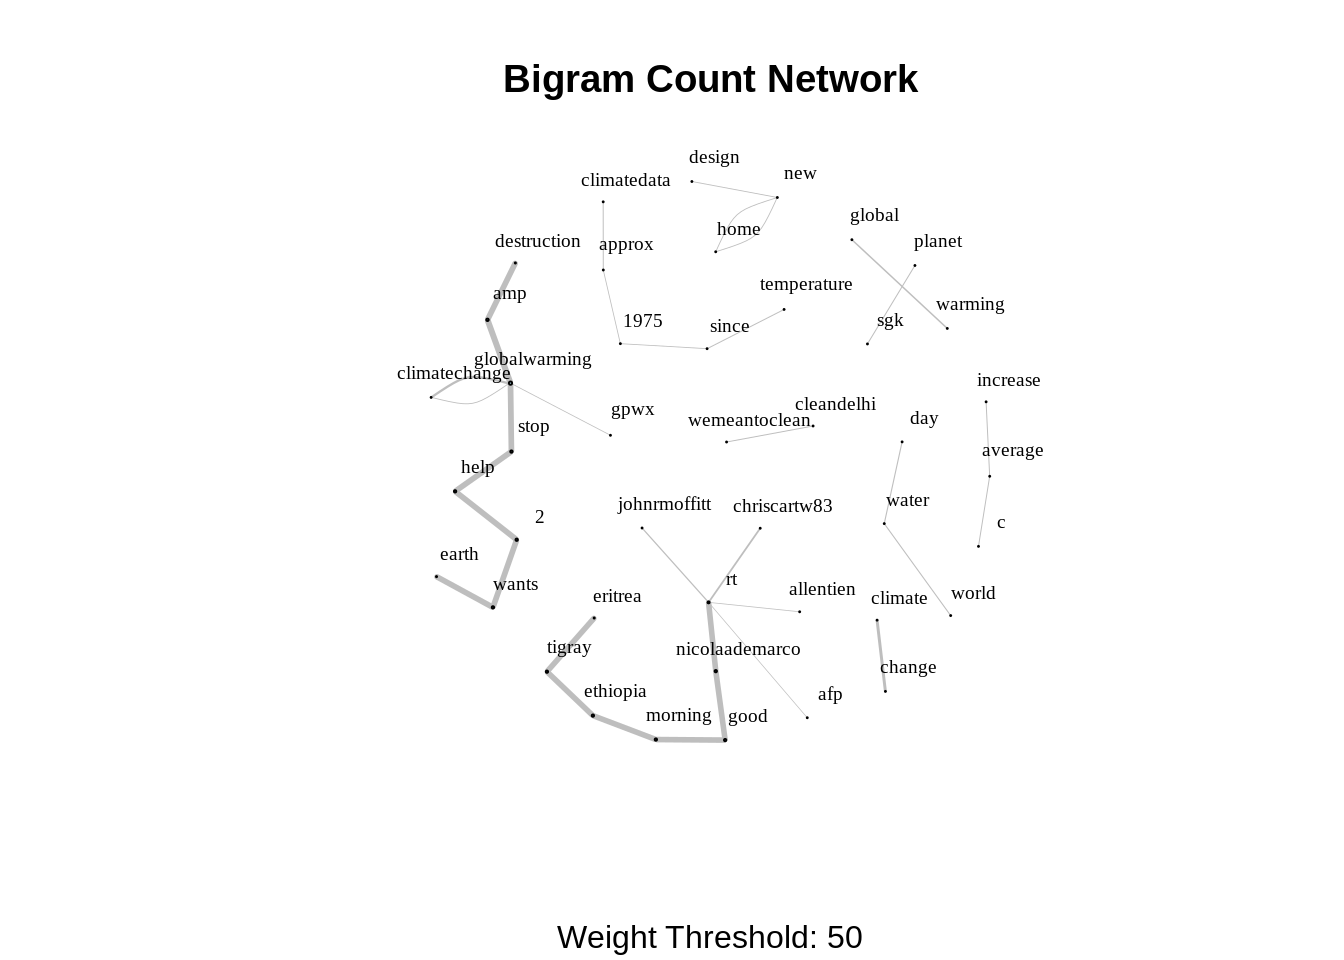 Bigram Count Network
design
new
climatedata
global
home
destruction
approx
planet
temperature
amp
warming
1975
since
sgk
globalwarming
climatechange
increase
gpwx
cleandelhi
wemeantoclean
day
stop
average
help
johnrmoffitt
chriscartw83
water
2
c
earth
wants
rt
eritrea
allentien
climate
world
tigray
nicolaademarco
change
ethiopia
afp
morning
good
Weight Threshold: 50